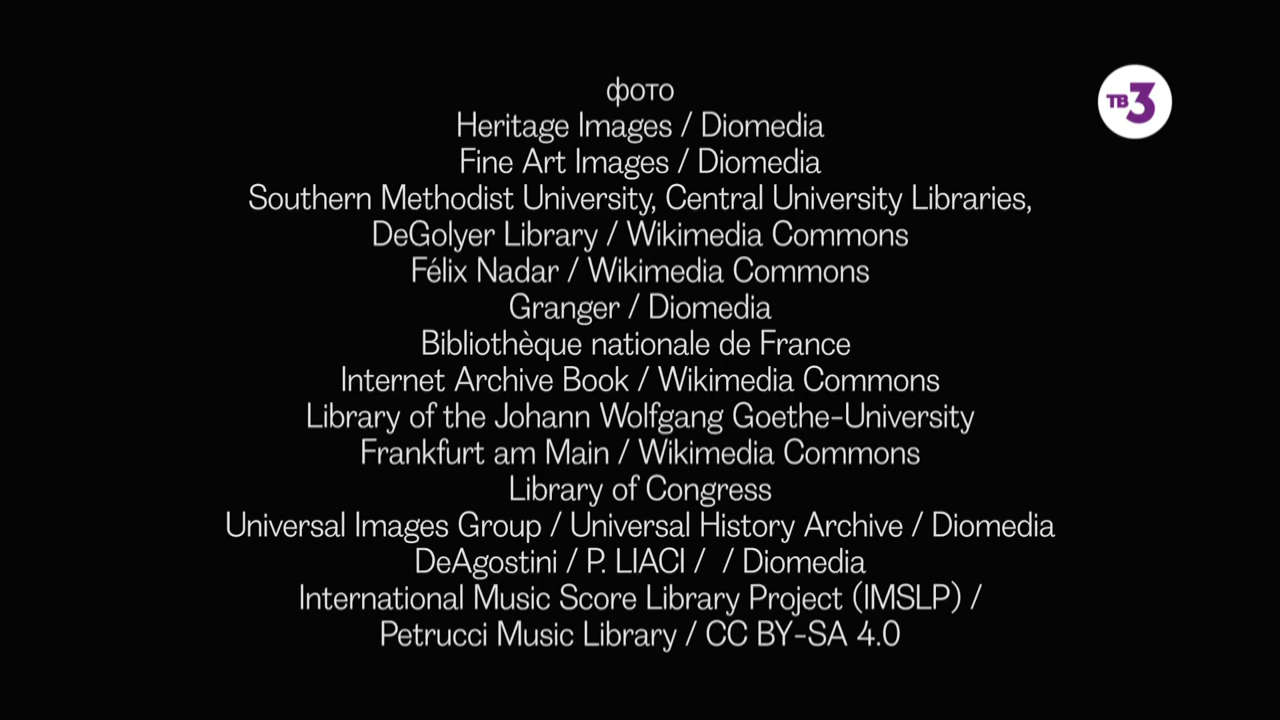 фото
Heritage Images / Diomedia
Fine Art Images / Diomedia
Southern Methodist University, Central University Libraries,
DeGolyer Library / Wikimedia Commons
Félix Nadar / Wikimedia Commons
Granger / Diomedia
Bibliothèque nationale de France
Internet Archive Book / Wikimedia Commons
Library of the Johann Wolfgang Goethe-University
Frankfurt am Main / Wikimedia Commons
Library of Congress
Universal Images Group / Universal History Archive / Diomedia
DeAgostini / P. LIACI /  / Diomedia
International Music Score Library Project (IMSLP) /
Petrucci Music Library / CC BY-SA 4.0
ТВ3